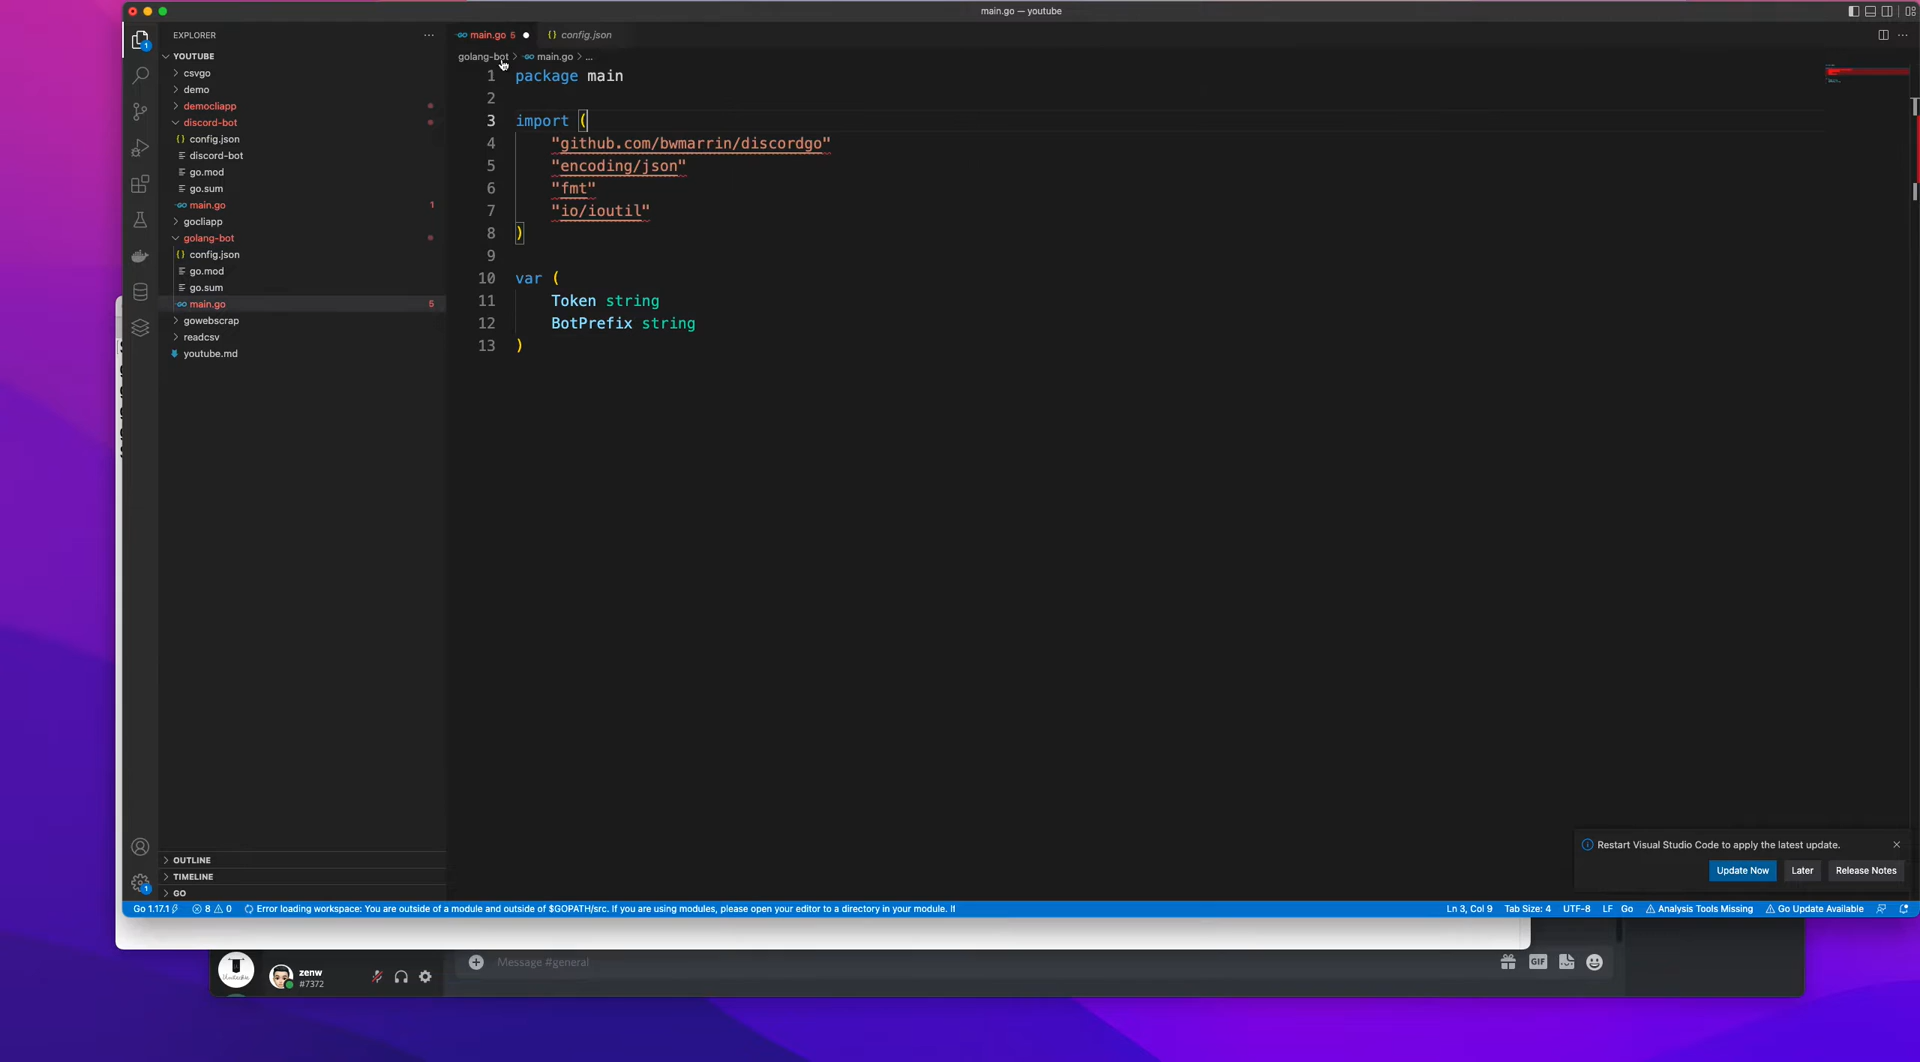 main.go — youtube
EXPLORER
main.go 5
config.json
YOUTUBE
golang-bot > main.go > ...
csvgo
demo
democliapp
discord-bot
config.json
discord-bot
go.mod
go.sum
main.go 1
gocliapp
golang-bot
config.json
go.mod
go.sum
main.go 5
gowebscrap
readcsv
youtube.md
1 package main
2
3 import (
4 "github.com/bwmarrin/discordgo"
5 "encoding/json"
6 "fmt"
7 "io/ioutil"
8 )
9
10 var (
11 Token string
12 BotPrefix string
13 )
OUTLINE
TIMELINE
GO
Restart Visual Studio Code to apply the latest update.
Update Now
Later
Release Notes
Go 1.17.1
8 0
Error loading workspace: You are outside of a module and outside of $GOPATH/src. If you are using modules, please open your editor to a directory in your module. If
Ln 3, Col 9
Tab Size: 4
UTF-8
LF
Go
Analysis Tools Missing
Go Update Available
zenw
#7372
Message #general
GIF